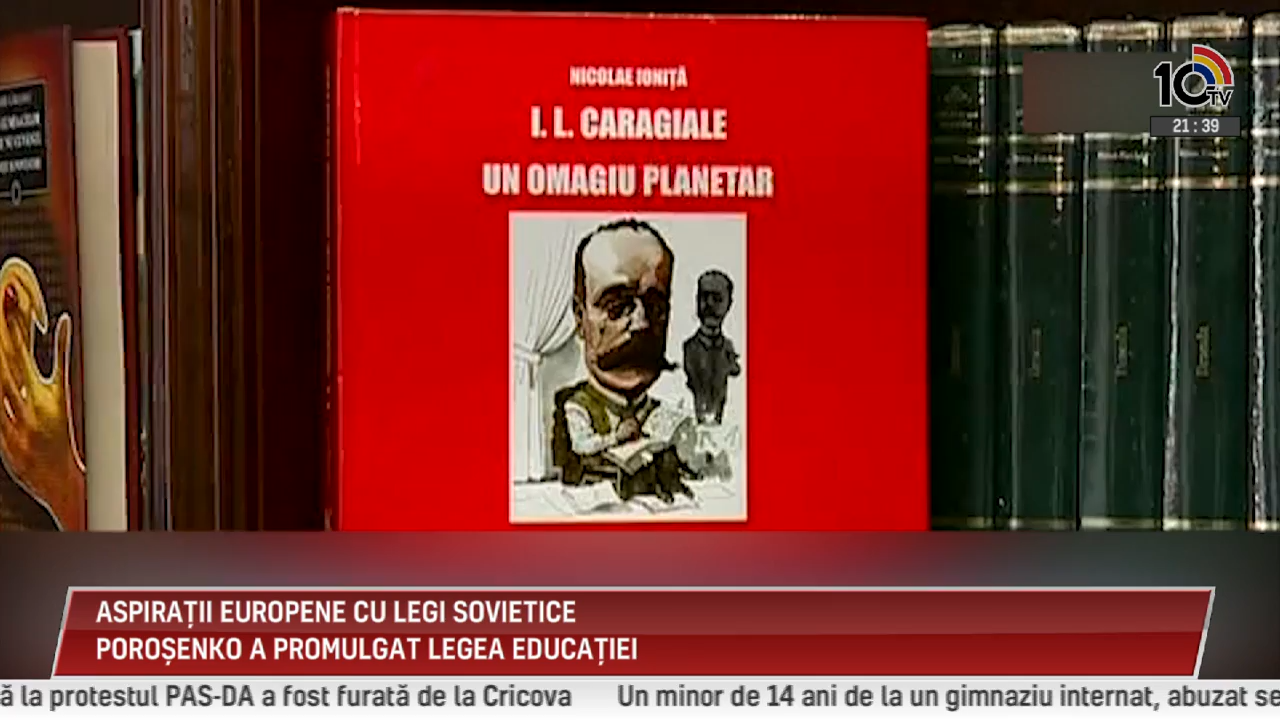 NICOLAE IONIȚĂ
I. L. CARAGIALE
UN OMAGIU PLANETAR
10 TV
21:39
ASPIRAȚII EUROPENE CU LEGI SOVIETICE
POROȘENKO A PROMULGAT LEGEA EDUCAȚIEI
ă la protestul PAS-DA a fost furată de la Cricova Un minor de 14 ani de la un gimnaziu internat, abuzat se